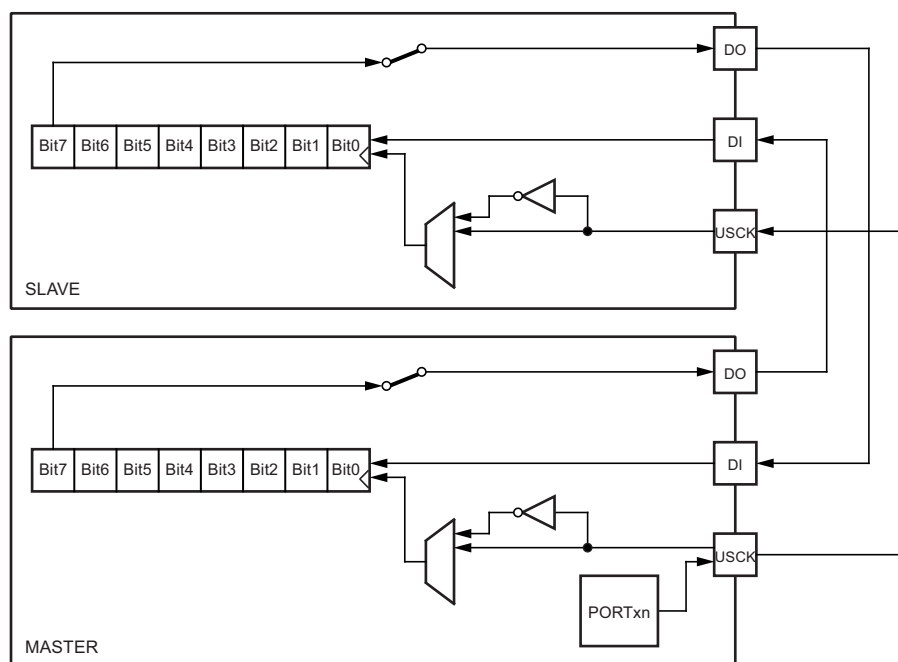 DO
Bit7 Bit6 Bit5 Bit4 Bit3 Bit2 Bit1 Bit0
DI
USCK
SLAVE
DO
Bit7 Bit6 Bit5 Bit4 Bit3 Bit2 Bit1 Bit0
DI
USCK
PORTxn
MASTER